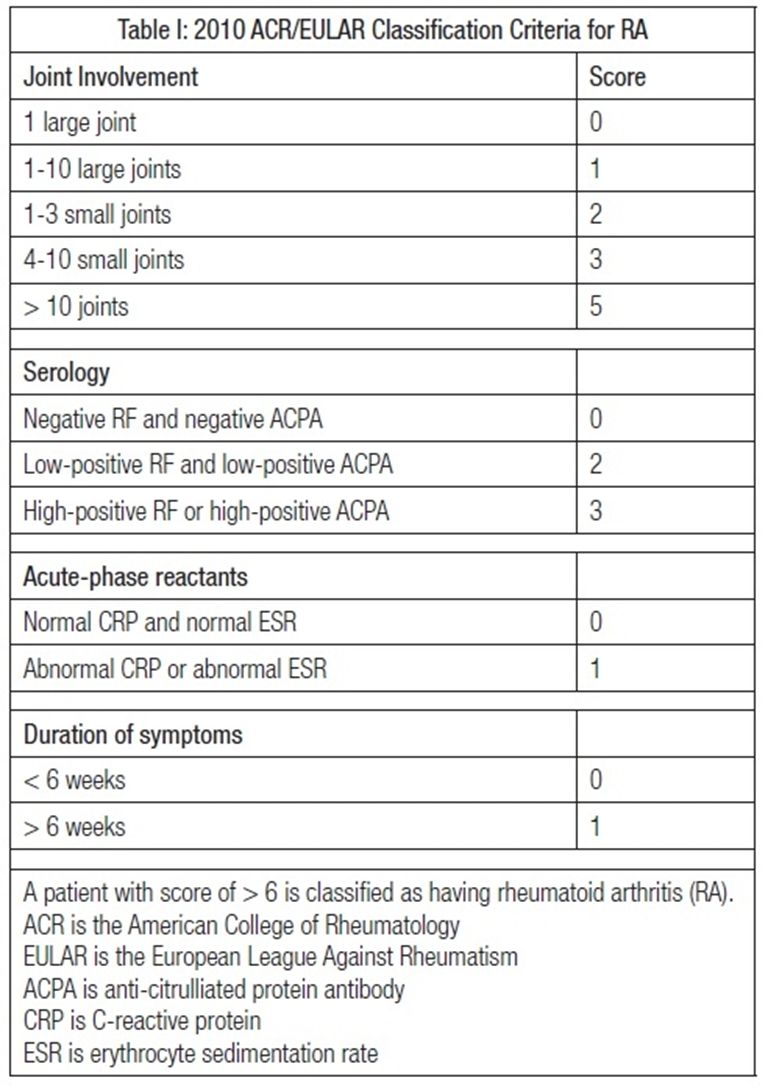 Table I: 2010 ACR/EULAR Classification Criteria for RA
Joint Involvement Score
1 large joint 0
1-10 large joints 1
1-3 small joints 2
4-10 small joints 3
> 10 joints 5
Serology
Negative RF and negative ACPA 0
Low-positive RF and low-positive ACPA 2
High-positive RF or high-positive ACPA 3
Acute-phase reactants
Normal CRP and normal ESR 0
Abnormal CRP or abnormal ESR 1
Duration of symptoms
< 6 weeks 0
> 6 weeks 1
A patient with score of > 6 is classified as having rheumatoid arthritis (RA).
ACR is the American College of Rheumatology
EULAR is the European League Against Rheumatism
ACPA is anti-citrulliated protein antibody
CRP is C-reactive protein
ESR is erythrocyte sedimentation rate